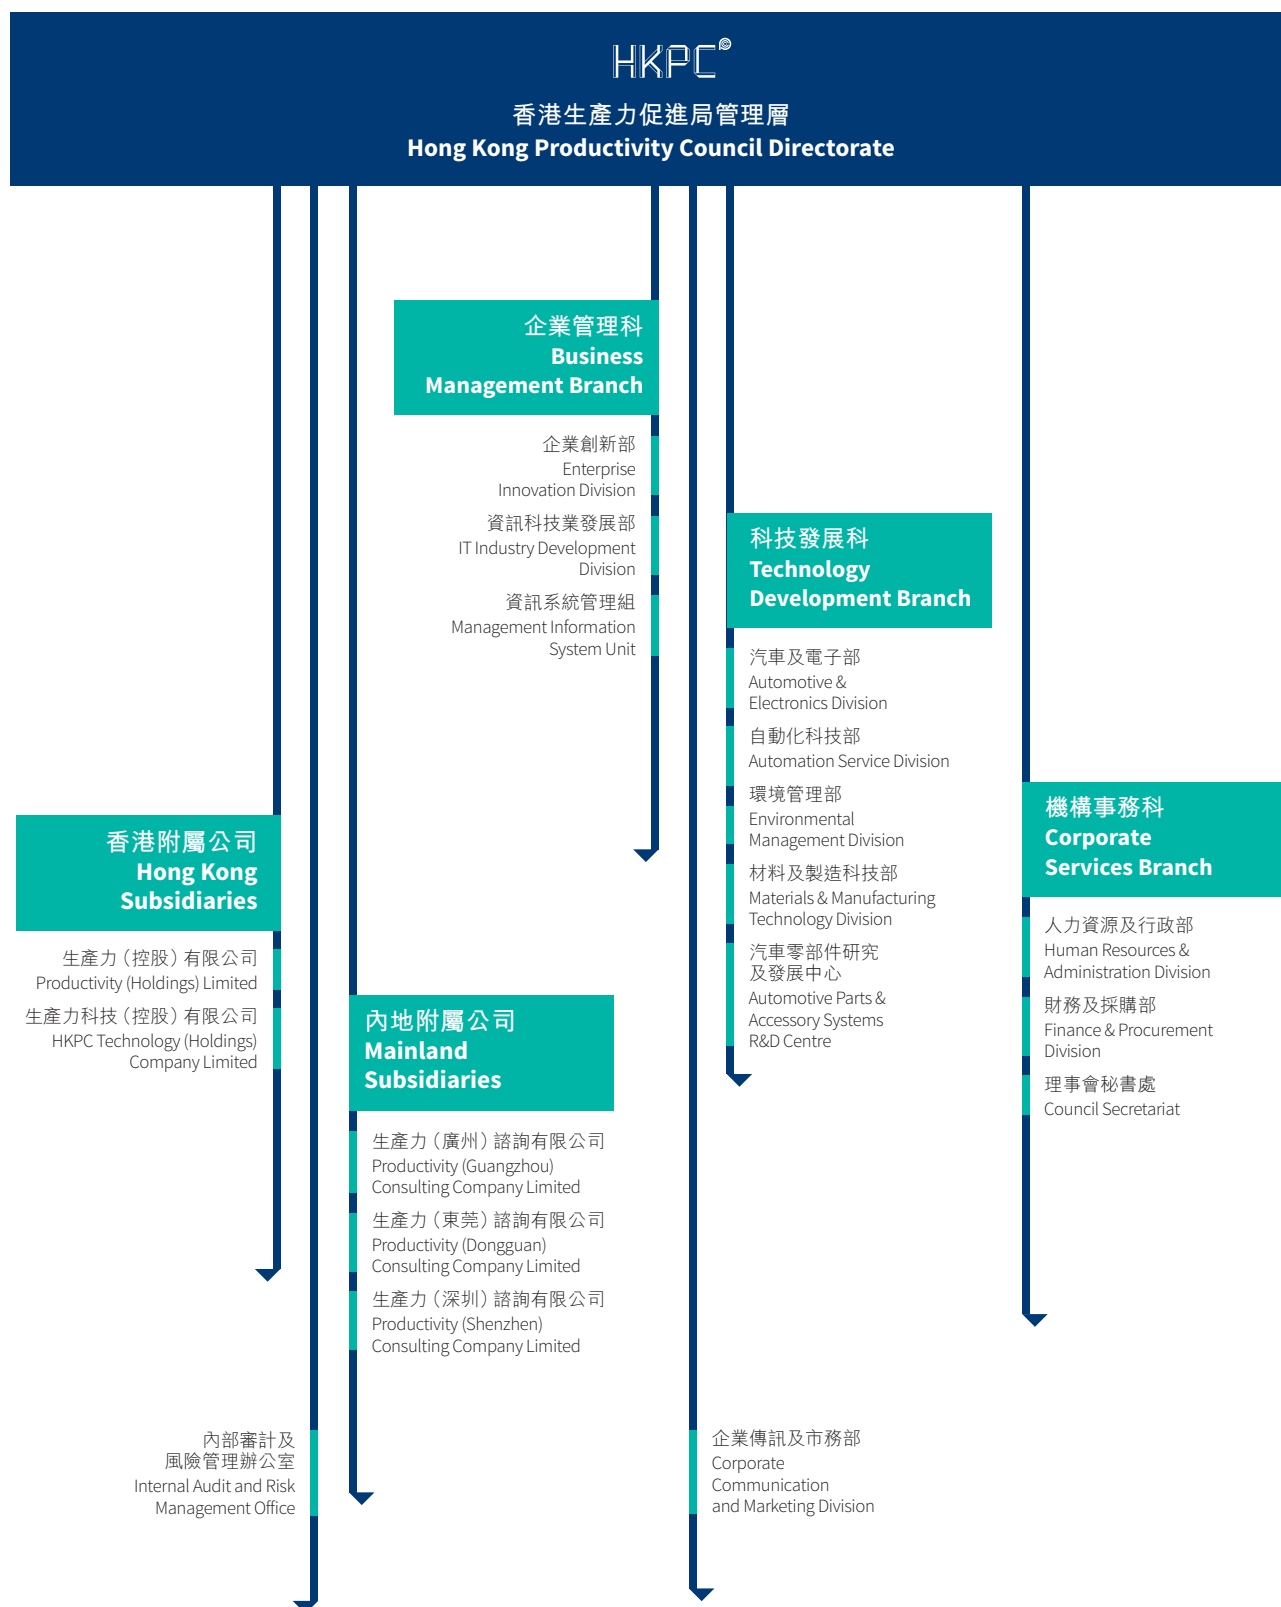 HKPC®
香港生產力促進局管理層
Hong Kong Productivity Council Directorate
企業管理科
Business
Management Branch
企業創新部
Enterprise
Innovation Division
資訊科技業發展部
IT Industry Development
Division
資訊系統管理組
Management Information
System Unit
科技發展科
Technology
Development Branch
汽車及電子部
Automotive &
Electronics Division
自動化科技部
Automation Service Division
環境管理部
Environmental
Management Division
材料及製造科技部
Materials & Manufacturing
Technology Division
汽車零部件研究
及發展中心
Automotive Parts &
Accessory Systems
R&D Centre
機構事務科
Corporate
Services Branch
人力資源及行政部
Human Resources &
Administration Division
財務及採購部
Finance & Procurement
Division
理事會秘書處
Council Secretariat
香港附屬公司
Hong Kong
Subsidiaries
生產力（控股）有限公司
Productivity (Holdings) Limited
生產力科技（控股）有限公司
HKPC Technology (Holdings)
Company Limited
內地附屬公司
Mainland
Subsidiaries
生產力（廣州）諮詢有限公司
Productivity (Guangzhou)
Consulting Company Limited
生產力（東莞）諮詢有限公司
Productivity (Dongguan)
Consulting Company Limited
生產力（深圳）諮詢有限公司
Productivity (Shenzhen)
Consulting Company Limited
內部審計及
風險管理辦公室
Internal Audit and Risk
Management Office
企業傳訊及市務部
Corporate
Communication
and Marketing Division